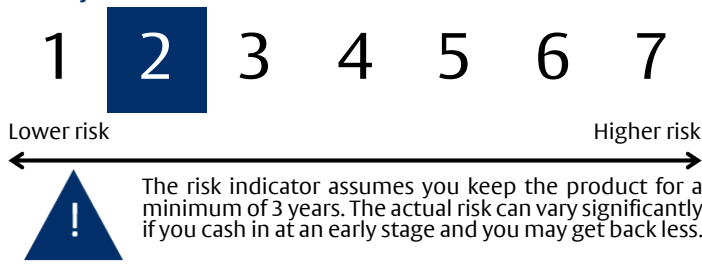 1 2 3 4 5 6 7
Lower risk Higher risk
!
The risk indicator assumes you keep the product for a
minimum of 3 years. The actual risk can vary significantly
if you cash in at an early stage and you may get back less.